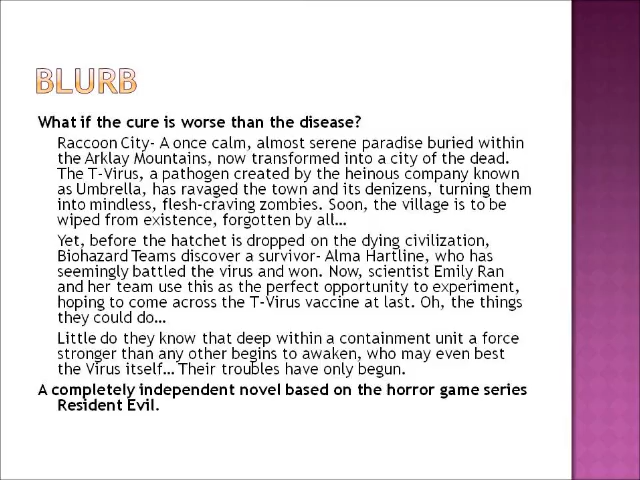 BLURB
What if the cure is worse than the disease?
Raccoon City- A once calm, almost serene paradise buried within
the Arklay Mountains, now transformed into a city of the dead.
The T-Virus, a pathogen created by the heinous company known
as Umbrella, has ravaged the town and its denizens, turning them
into mindless, flesh-craving zombies. Soon, the village is to be
wiped from existence, forgotten by all…
Yet, before the hatchet is dropped on the dying civilization,
Biohazard Teams discover a survivor- Alma Hartline, who has
seemingly battled the virus and won. Now, scientist Emily Ran
and her team use this as the perfect opportunity to experiment,
hoping to come across the T-Virus vaccine at last. Oh, the things
they could do…
Little do they know that deep within a containment unit a force
stronger than any other begins to awaken, who may even best
the Virus itself… Their troubles have only begun.
A completely independent novel based on the horror game series
Resident Evil.